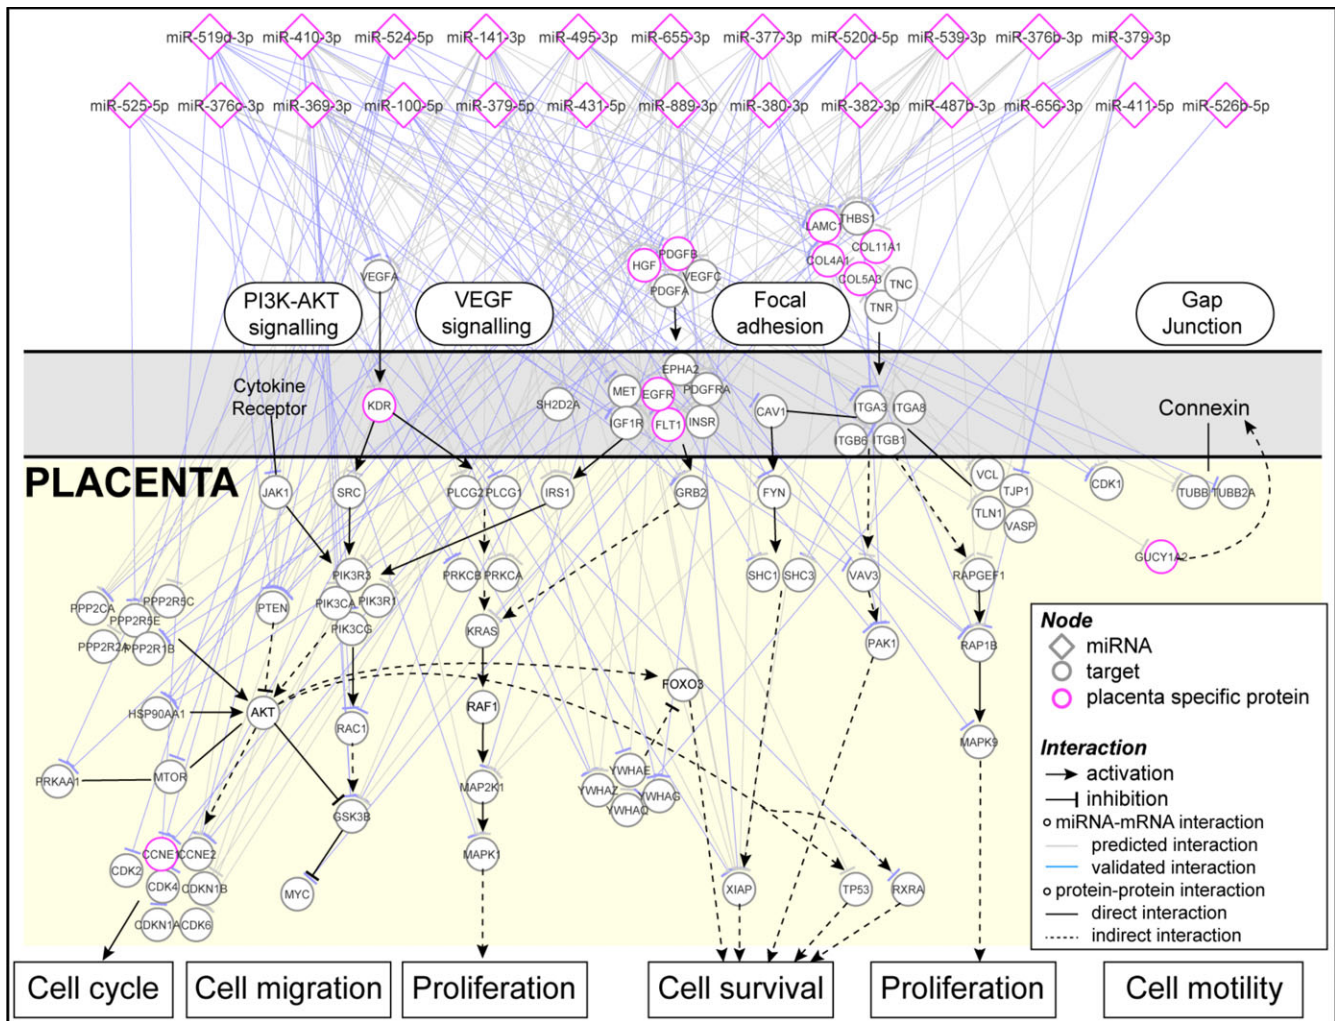 miR-519d-3p miR-410-3p miR-524-5p miR-141-3p miR-495-3p miR-655-3p miR-377-3p miR-520d-5p miR-539-3p miR-376b-3p miR-379-3p
miR-525-5p miR-376c-3p miR-369-3p miR-100-5p miR-379-5p miR-431-5p miR-889-3p miR-380-3p miR-382-3p miR-487b-3p miR-656-3p miR-411-5p miR-526b-5p
LAMC1 THBS1
COL11A1
HGF PDGFB
COL4A1
VEGFA
VEGFC
COL5A3
PDGFA
TNC
TNR
PI3K-AKT
signalling
VEGF
signalling
Focal
adhesion
Gap
Junction
EPHA2
Cytokine
Receptor
KDR
SH2D2A
MET
EGFR
PDGFRA
IGF1R
FLT1
INSR
CAV1
ITGA3
ITGA8
ITGB6
ITGB1
Connexin
PLACENTA
JAK1
SRC
PLCG2
PLCG1
IRS1
GRB2
FYN
VCL
TJP1
TLN1
VASP
CDK1
TUBB
TUBB2A
GUCY1A2
PIK3R3
PIK3CA
PIK3R1
PIK3CG
PRKCB
PRKCA
SHC1
SHC3
VAV3
RAPGEF1
PPP2CA
PPP2R5C
PPP2R5E
PPP2R2A
PPP2R1B
PTEN
KRAS
PAK1
RAP1B
HSP90AA1
AKT
RAC1
RAF1
FOXO3
MAPK9
PRKAA1
MTOR
GSK3B
MAP2K1
YWHAE
YWHAZ
YWHAG
YWHAQ
CCNE1
CCNE2
CDK2
CDK4
CDKN1B
CDKN1A
CDK6
MYC
MAPK1
XIAP
TP53
RXRA
Node
miRNA
target
placenta specific protein
Interaction
activation
inhibition
miRNA-mRNA interaction
predicted interaction
validated interaction
protein-protein interaction
direct interaction
indirect interaction
Cell cycle
Cell migration
Proliferation
Cell survival
Proliferation
Cell motility